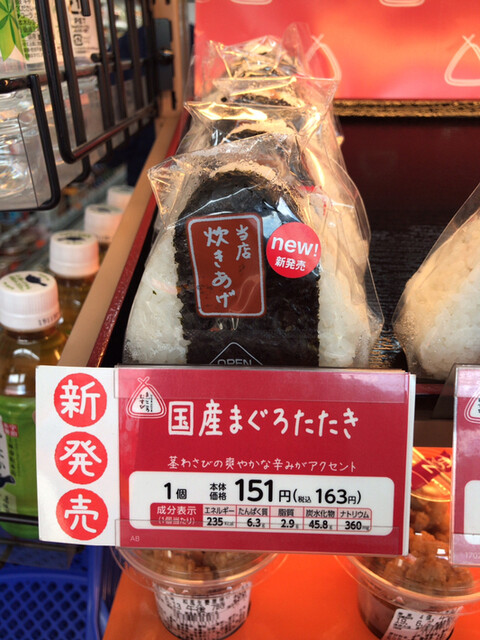 当店
炊きあげ
new!
新発売
OPEN
新発売
国産まぐろたたき
茎わさびの爽やかな辛みがアクセント
1個 本体価格 151円(税込 163円)
成分表示 (1個当たり) エネルギー たんぱく質 脂質 炭水化物 ナトリウム
235kcal 6.3g 2.9g 45.8g 360mg
AB